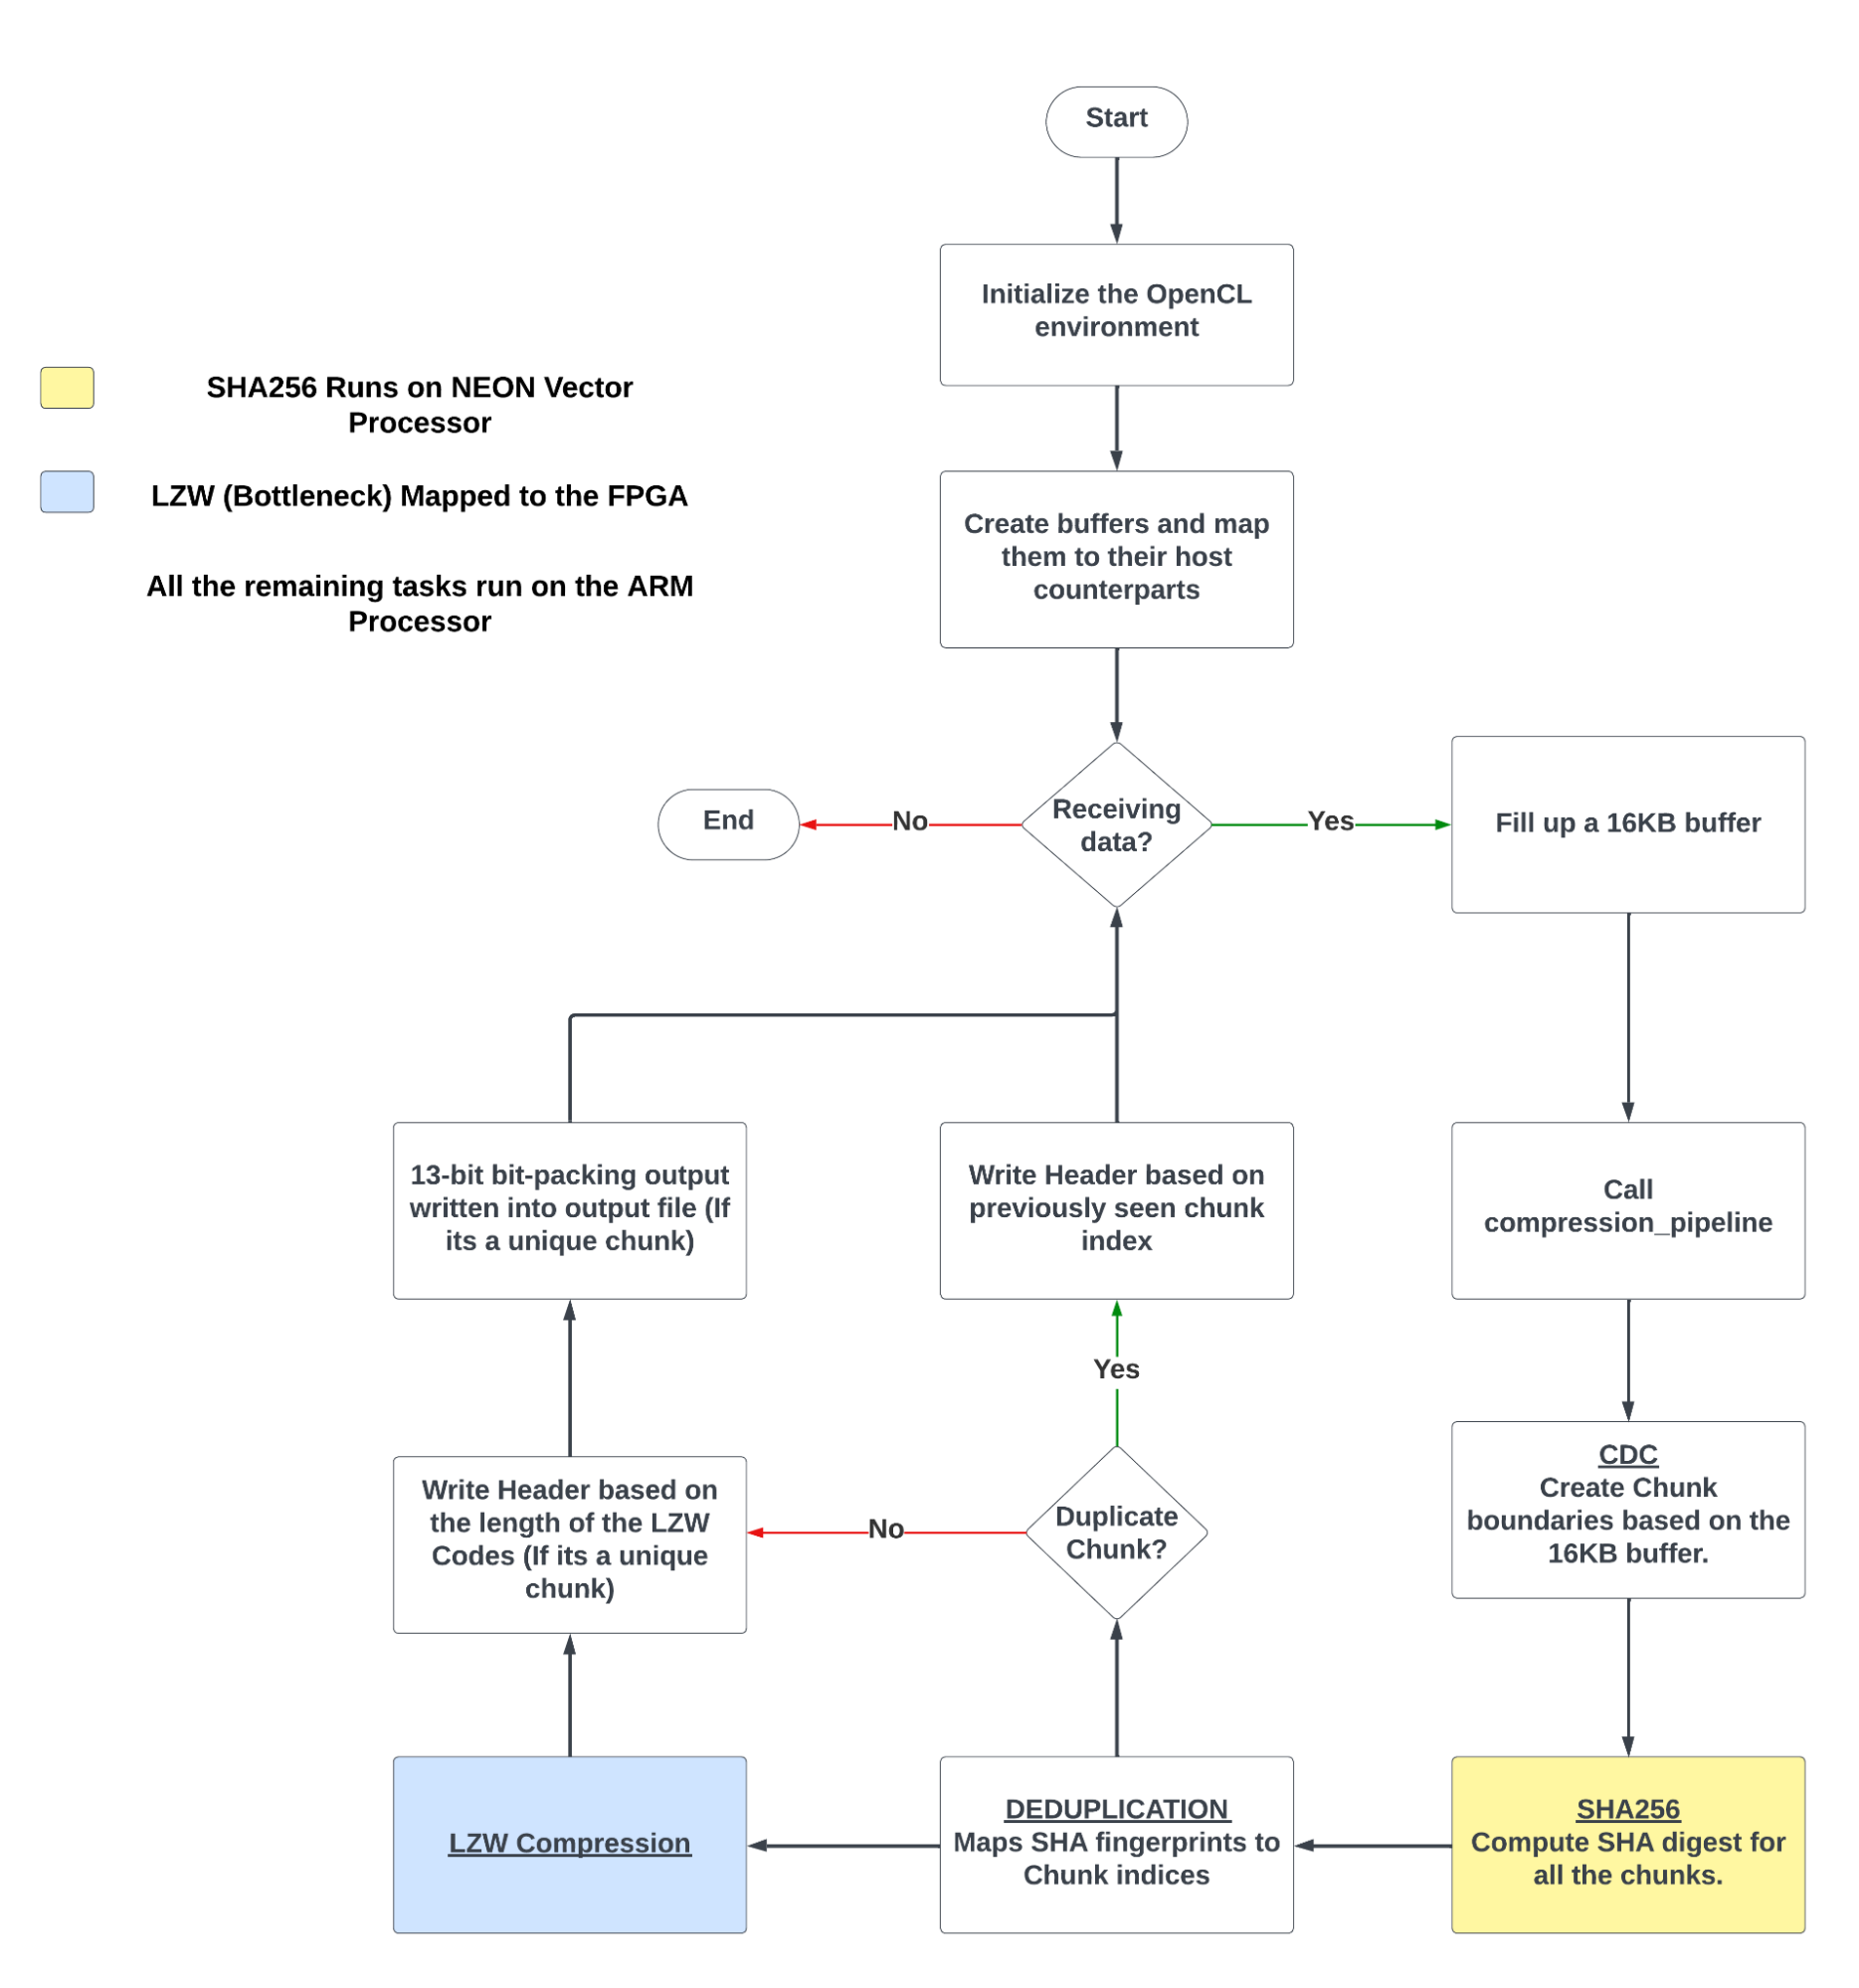 Start
Initialize the OpenCL
environment
SHA256 Runs on NEON Vector
Processor
LZW (Bottleneck) Mapped to the FPGA
All the remaining tasks run on the ARM
Processor
Create buffers and map
them to their host
counterparts
Receiving
data?
No
End
Yes
Fill up a 16KB buffer
Call
compression_pipeline
CDC
Create Chunk
boundaries based on the
16KB buffer.
SHA256
Compute SHA digest for
all the chunks.
DEDUPLICATION
Maps SHA fingerprints to
Chunk indices
Duplicate
Chunk?
Yes
Write Header based on
previously seen chunk
index
No
LZW Compression
Write Header based on
the length of the LZW
Codes (If its a unique
chunk)
13-bit bit-packing output
written into output file (If
its a unique chunk)